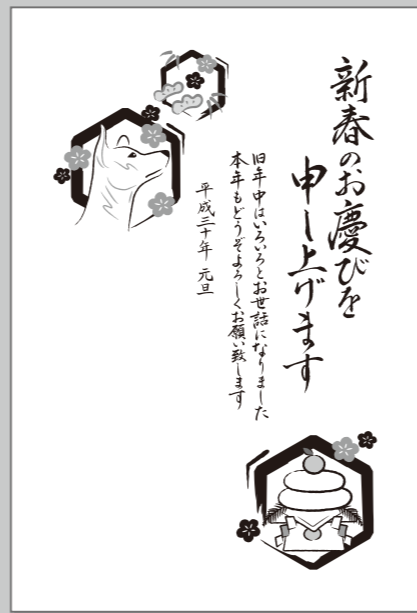 新春のお慶びを
申し上げます
旧年中はいろいろとお世話になりました
本年もどうぞよろしくお願い致します
平成三十年 元旦